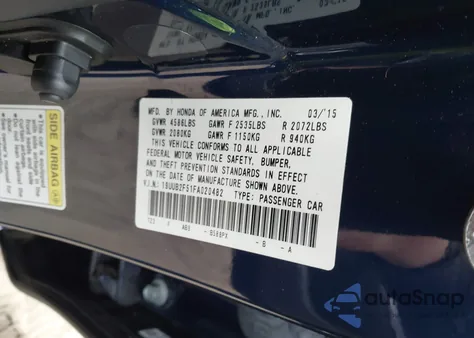 MFD. BY HONDA OF AMERICA MFG., INC. 03/'15
GVWR 4586LBS GAWR F 2535LBS R 2072LBS
GVWR 2080KG GAWR F 1150KG R 940KG
THIS VEHICLE CONFORMS TO ALL APPLICABLE
FEDERAL MOTOR VEHICLE SAFETY, BUMPER,
AND THEFT PREVENTION STANDARDS IN EFFECT
ON THE DATE OF MANUFACTURE SHOWN ABOVE.
V.I.N.: 19UUB2F51FA020462 TYPE: PASSENGER CAR
B588PX - B - A
SIDE AIRBAG
autoSnap